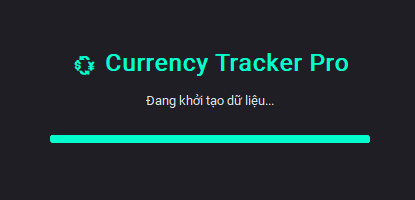 Currency Tracker Pro
Đang khởi tạo dữ liệu...